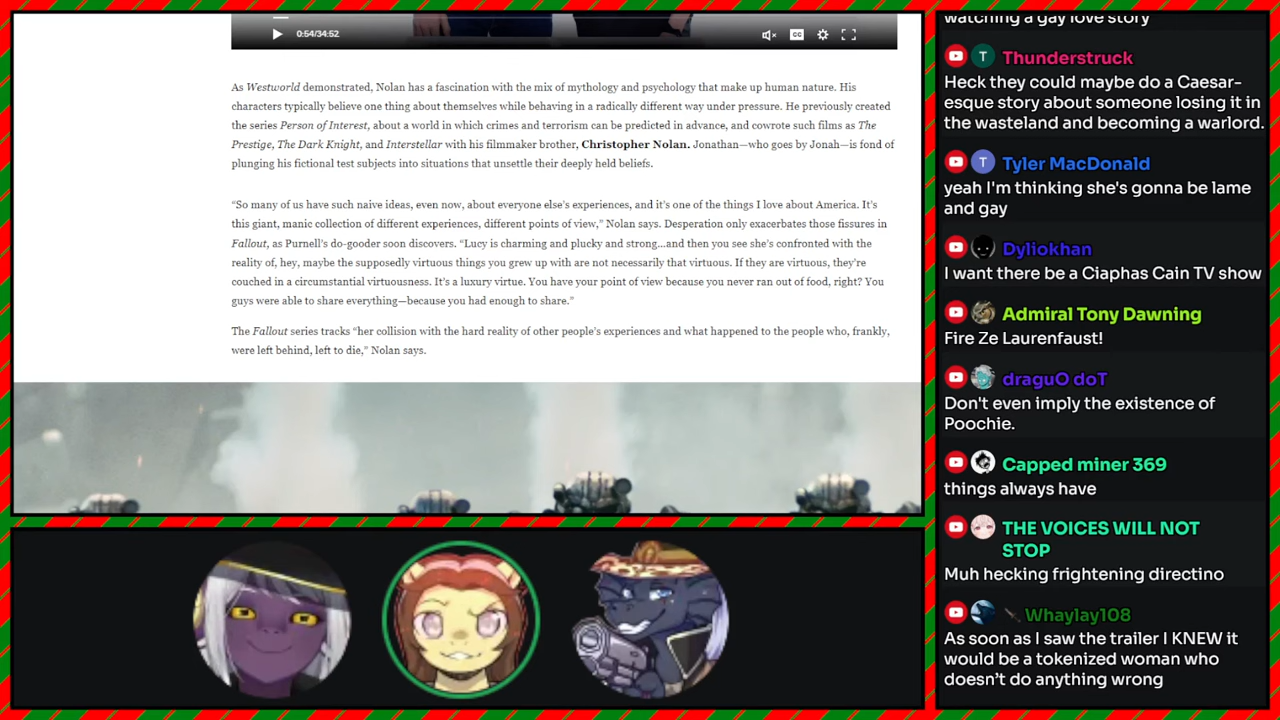 0:54/34:52
CC
As Westworld demonstrated, Nolan has a fascination with the mix of mythology and psychology that make up human nature. His
characters typically believe one thing about themselves while behaving in a radically different way under pressure. He previously created
the series Person of Interest, about a world in which crimes and terrorism can be predicted in advance, and cowrote such films as The
Prestige, The Dark Knight, and Interstellar with his filmmaker brother, Christopher Nolan. Jonathan—who goes by Jonah—is fond of
plunging his fictional test subjects into situations that unsettle their deeply held beliefs.
“So many of us have such naive ideas, even now, about everyone else’s experiences, and it’s one of the things I love about America. It’s
this giant, manic collection of different experiences, different points of view,” Nolan says. Desperation only exacerbates those fissures in
Fallout, as Purnell’s do-gooder soon discovers. “Lucy is charming and plucky and strong…and then you see she’s confronted with the
reality of, hey, maybe the supposedly virtuous things you grew up with are not necessarily that virtuous. If they are virtuous, they’re
couched in a circumstantial virtuousness. It’s a luxury virtue. You have your point of view because you never ran out of food, right? You
guys were able to share everything—because you had enough to share.”
The Fallout series tracks “her collision with the hard reality of other people’s experiences and what happened to the people who, frankly,
were left behind, left to die,” Nolan says.
watching a gay love story
T Thunderstruck
Heck they could maybe do a Caesar-
esque story about someone losing it in
the wasteland and becoming a warlord.
T Tyler MacDonald
yeah I'm thinking she's gonna be lame
and gay
Dyliokhan
I want there be a Ciaphas Cain TV show
Admiral Tony Dawning
Fire Ze Laurenfaust!
draguO doT
Don't even imply the existence of
Poochie.
Capped miner 369
things always have
THE VOICES WILL NOT
STOP
Muh hecking frightening directino
Whaylay108
As soon as I saw the trailer I KNEW it
would be a tokenized woman who
doesn’t do anything wrong